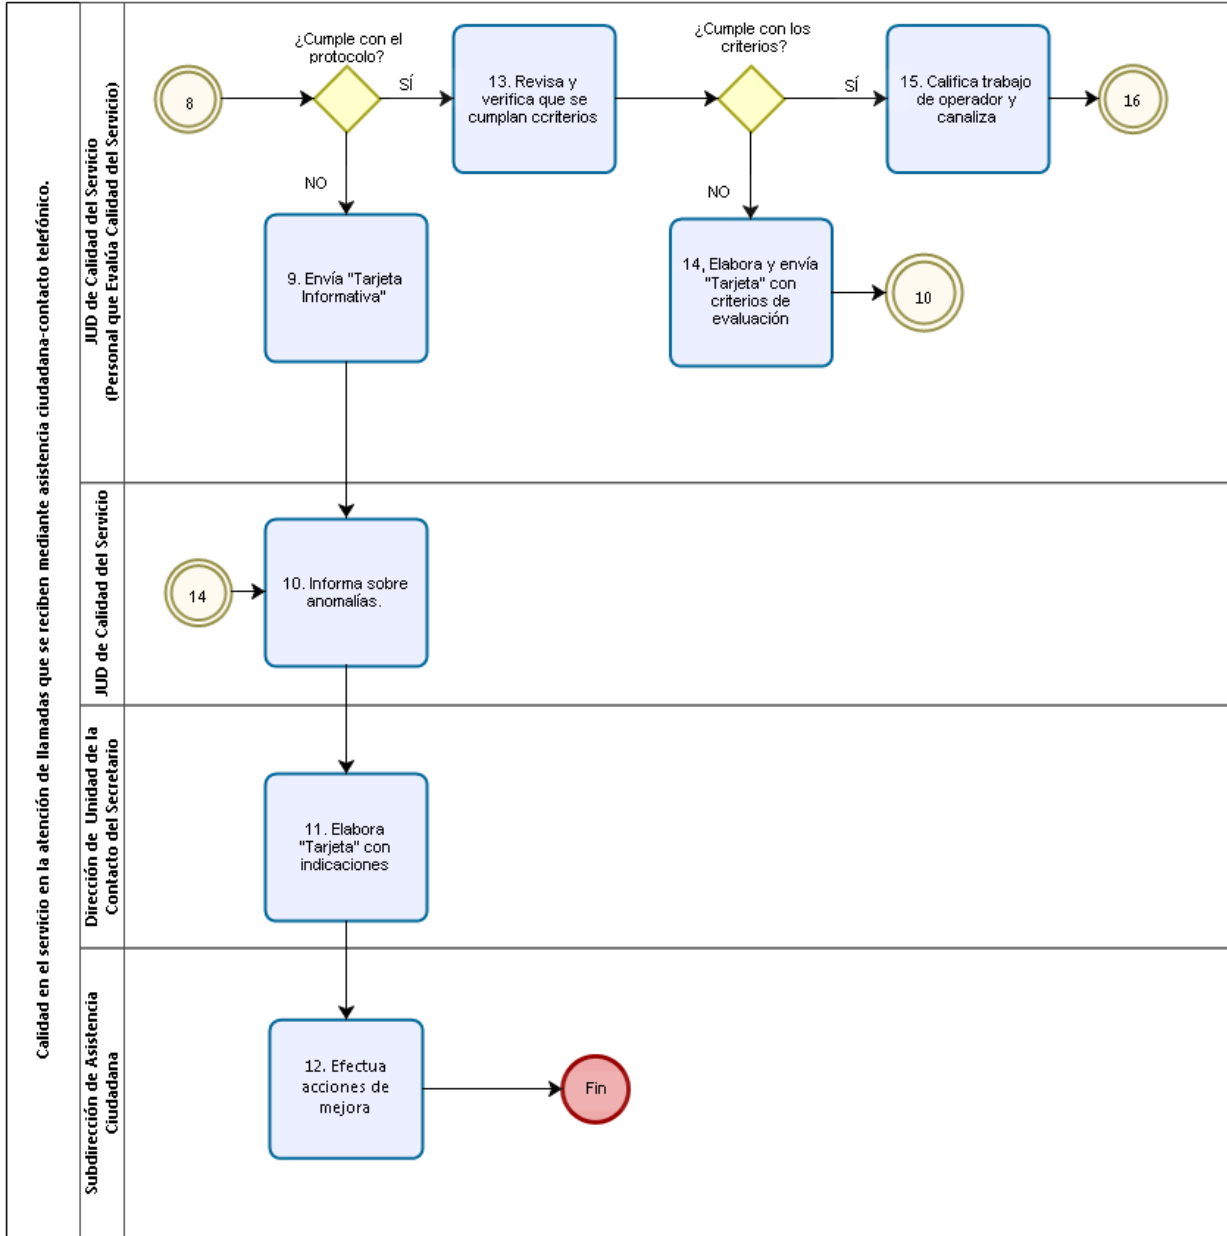 Calidad en el servicio en la atención de llamadas que se reciben mediante asistencia ciudadana-contacto telefónico.
JUD de Calidad del Servicio
(Personal que Evalúa Calidad del Servicio)
8
¿Cumple con el
protocolo?
SÍ
NO
13. Revisa y
verifica que se
cumplan ccriterios
¿Cumple con los
criterios?
SÍ
NO
15. Califica trabajo
de operador y
canaliza
16
9. Envía "Tarjeta
Informativa"
14, Elabora y envía
"Tarjeta" con
criterios de
evaluación
10
JUD de Calidad del Servicio
14
10. Informa sobre
anomalías.
Dirección de Unidad de la
Contacto del Secretario
11. Elabora
"Tarjeta" con
indicaciones
Subdirección de Asistencia
Ciudadana
12. Efectua
acciones de
mejora
Fin